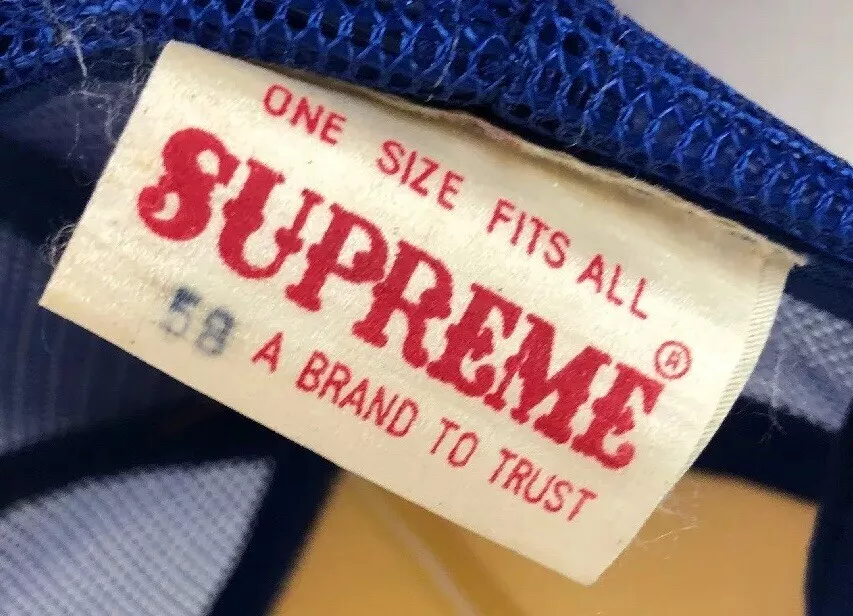 ONE SIZE FITS ALL
SUPREME®
58 A BRAND TO TRUST